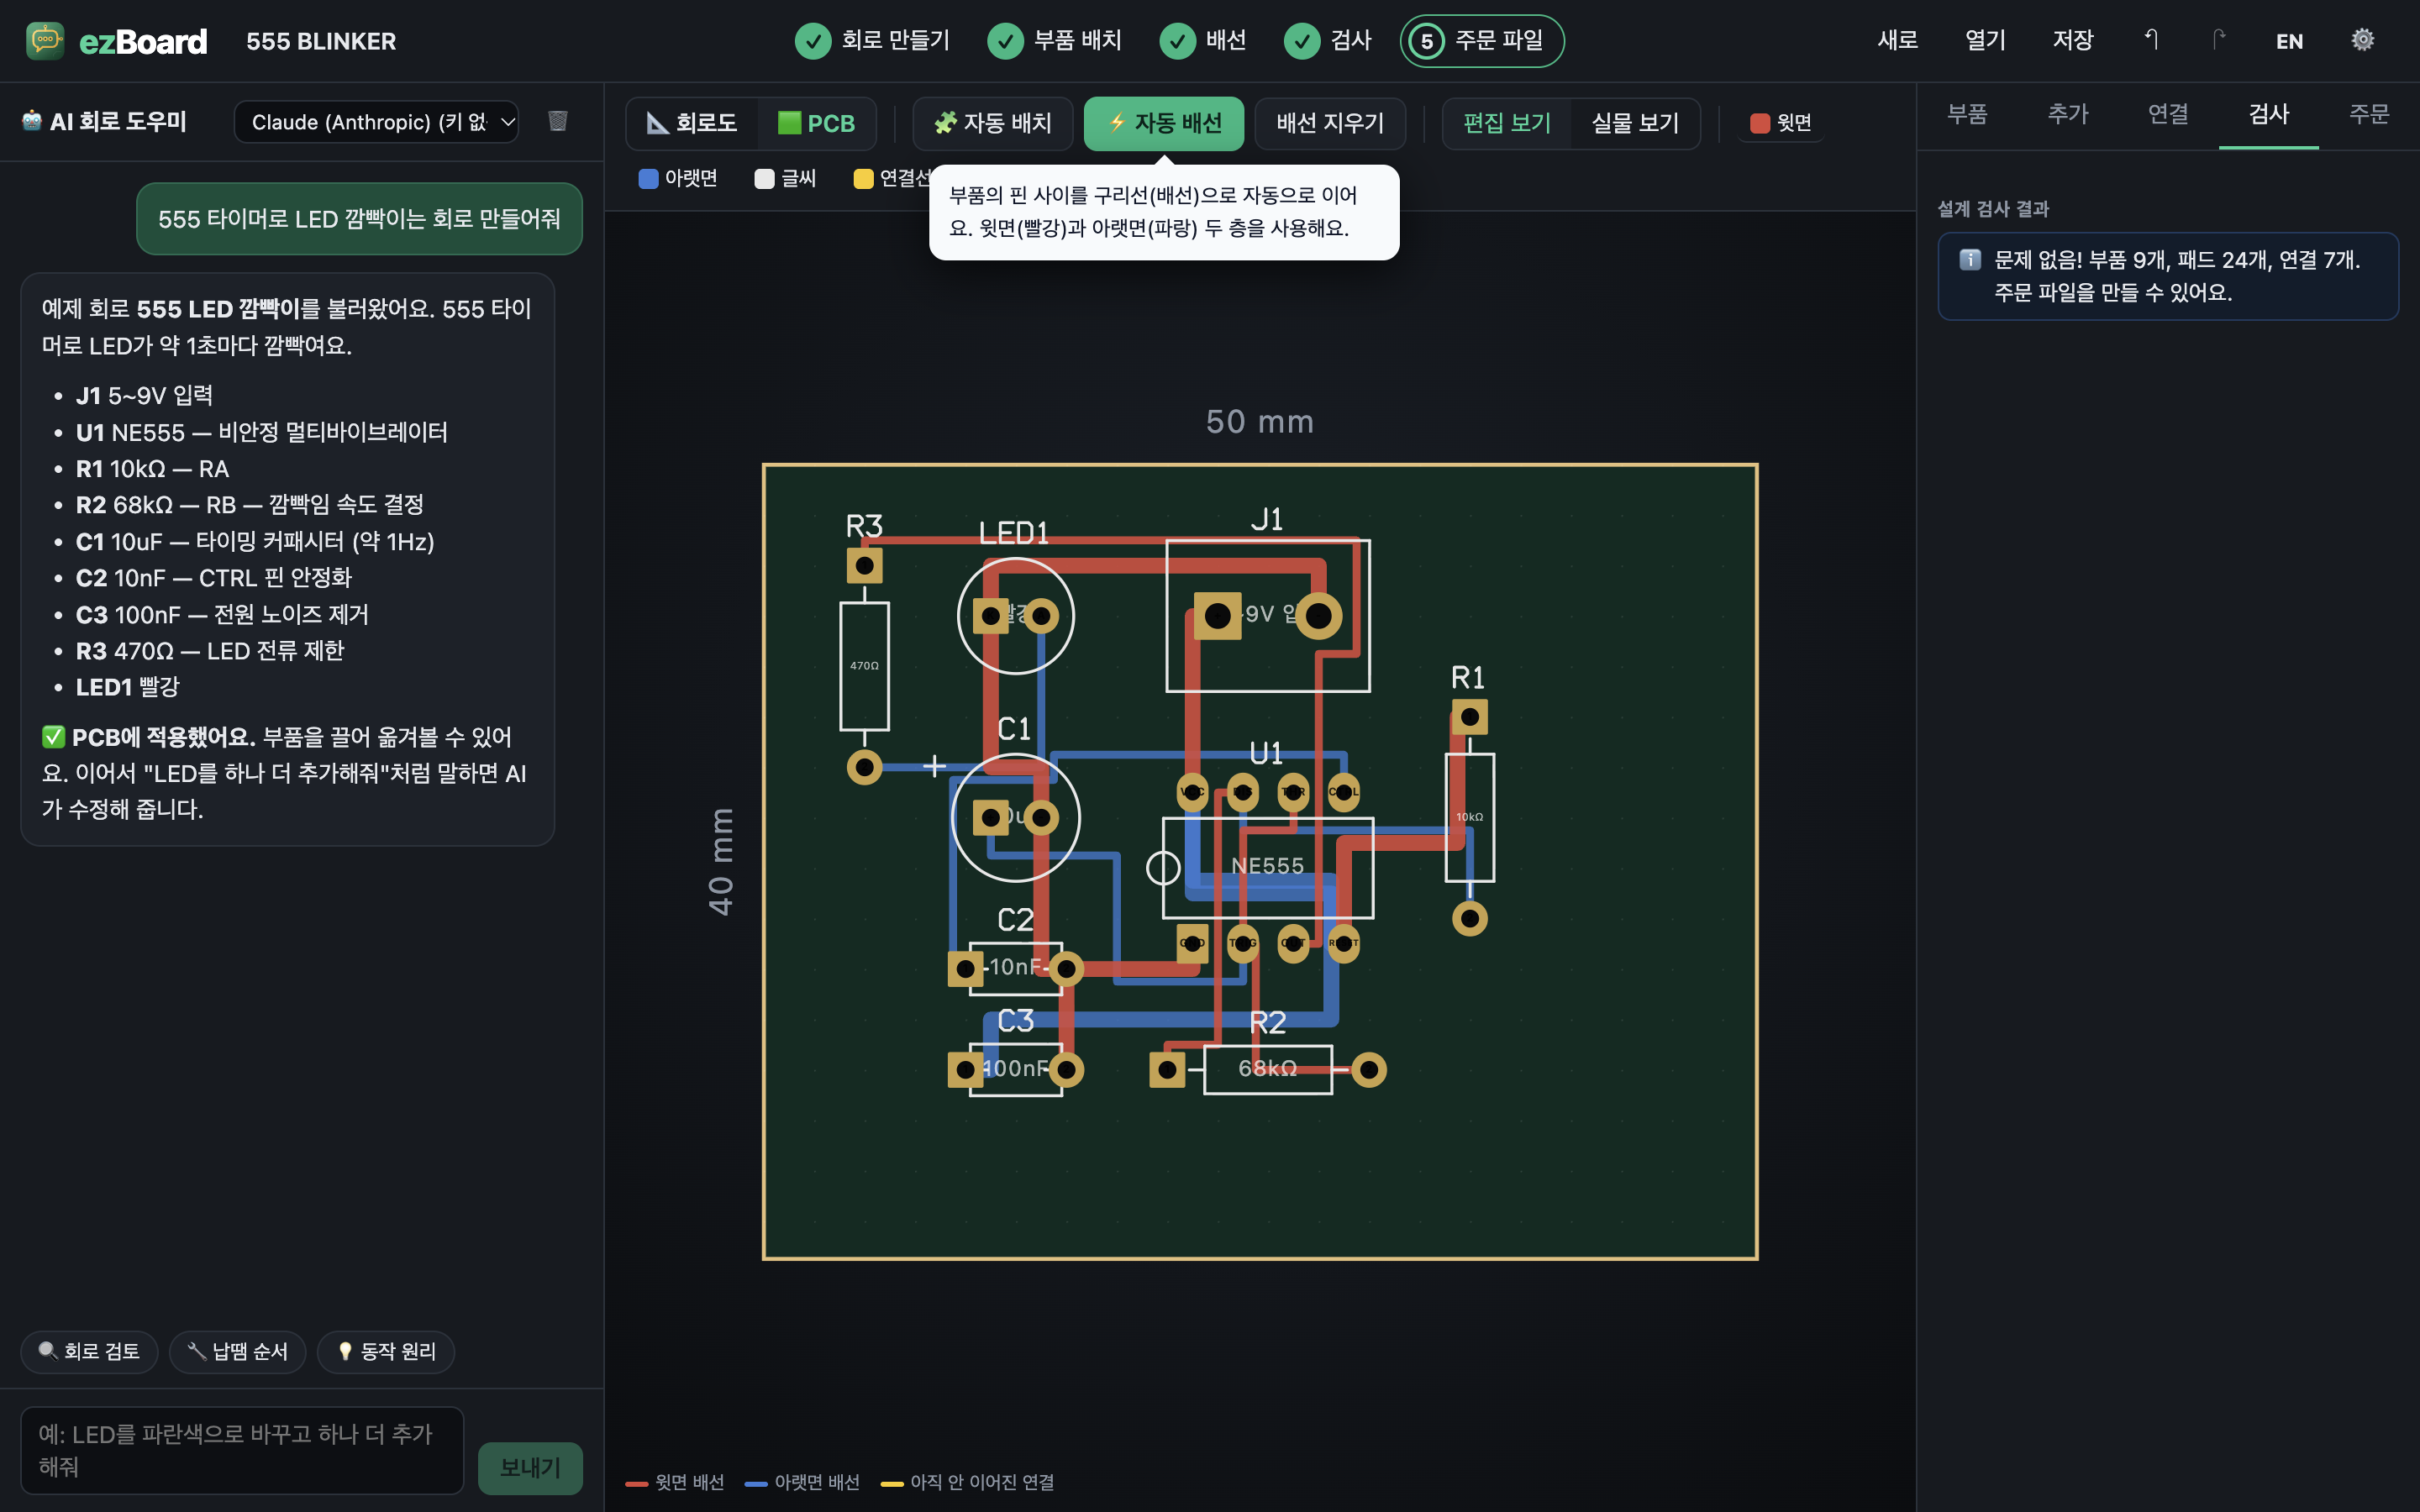 ezBoard
555 BLINKER
회로 만들기
부품 배치
배선
검사
5 주문 파일
새로
열기
저장
EN
AI 회로 도우미
Claude (Anthropic) (키 없
555 타이머로 LED 깜빡이는 회로 만들어줘
예제 회로 555 LED 깜빡이를 불러왔어요. 555 타이
머로 LED가 약 1초마다 깜빡여요.
• J1 5~9V 입력
• U1 NE555 — 비안정 멀티바이브레이터
• R1 10kΩ — RA
• R2 68kΩ — RB — 깜빡임 속도 결정
• C1 10uF — 타이밍 커패시터 (약 1Hz)
• C2 10nF — CTRL 핀 안정화
• C3 100nF — 전원 노이즈 제거
• R3 470Ω — LED 전류 제한
• LED1 빨강
PCB에 적용했어요. 부품을 끌어 옮겨볼 수 있어
요. 이어서 "LED를 하나 더 추가해줘"처럼 말하면 AI
가 수정해 줍니다.
회로 검토
납땜 순서
동작 원리
예: LED를 파란색으로 바꾸고 하나 더 추가
해줘
보내기
회로도
PCB
자동 배치
자동 배선
배선 지우기
편집 보기
실물 보기
윗면
아랫면
글씨
연결선
부품의 핀 사이를 구리선(배선)으로 자동으로 이어
요. 윗면(빨강)과 아랫면(파랑) 두 층을 사용해요.
50 mm
40 mm
R3
470Ω
LED1
J1
9V
C1
+
U1
NE555
R1
10kΩ
C2
10nF
C3
100nF
R2
68kΩ
윗면 배선
아랫면 배선
아직 안 이어진 연결
부품
추가
연결
검사
주문
설계 검사 결과
문제 없음! 부품 9개, 패드 24개, 연결 7개.
주문 파일을 만들 수 있어요.